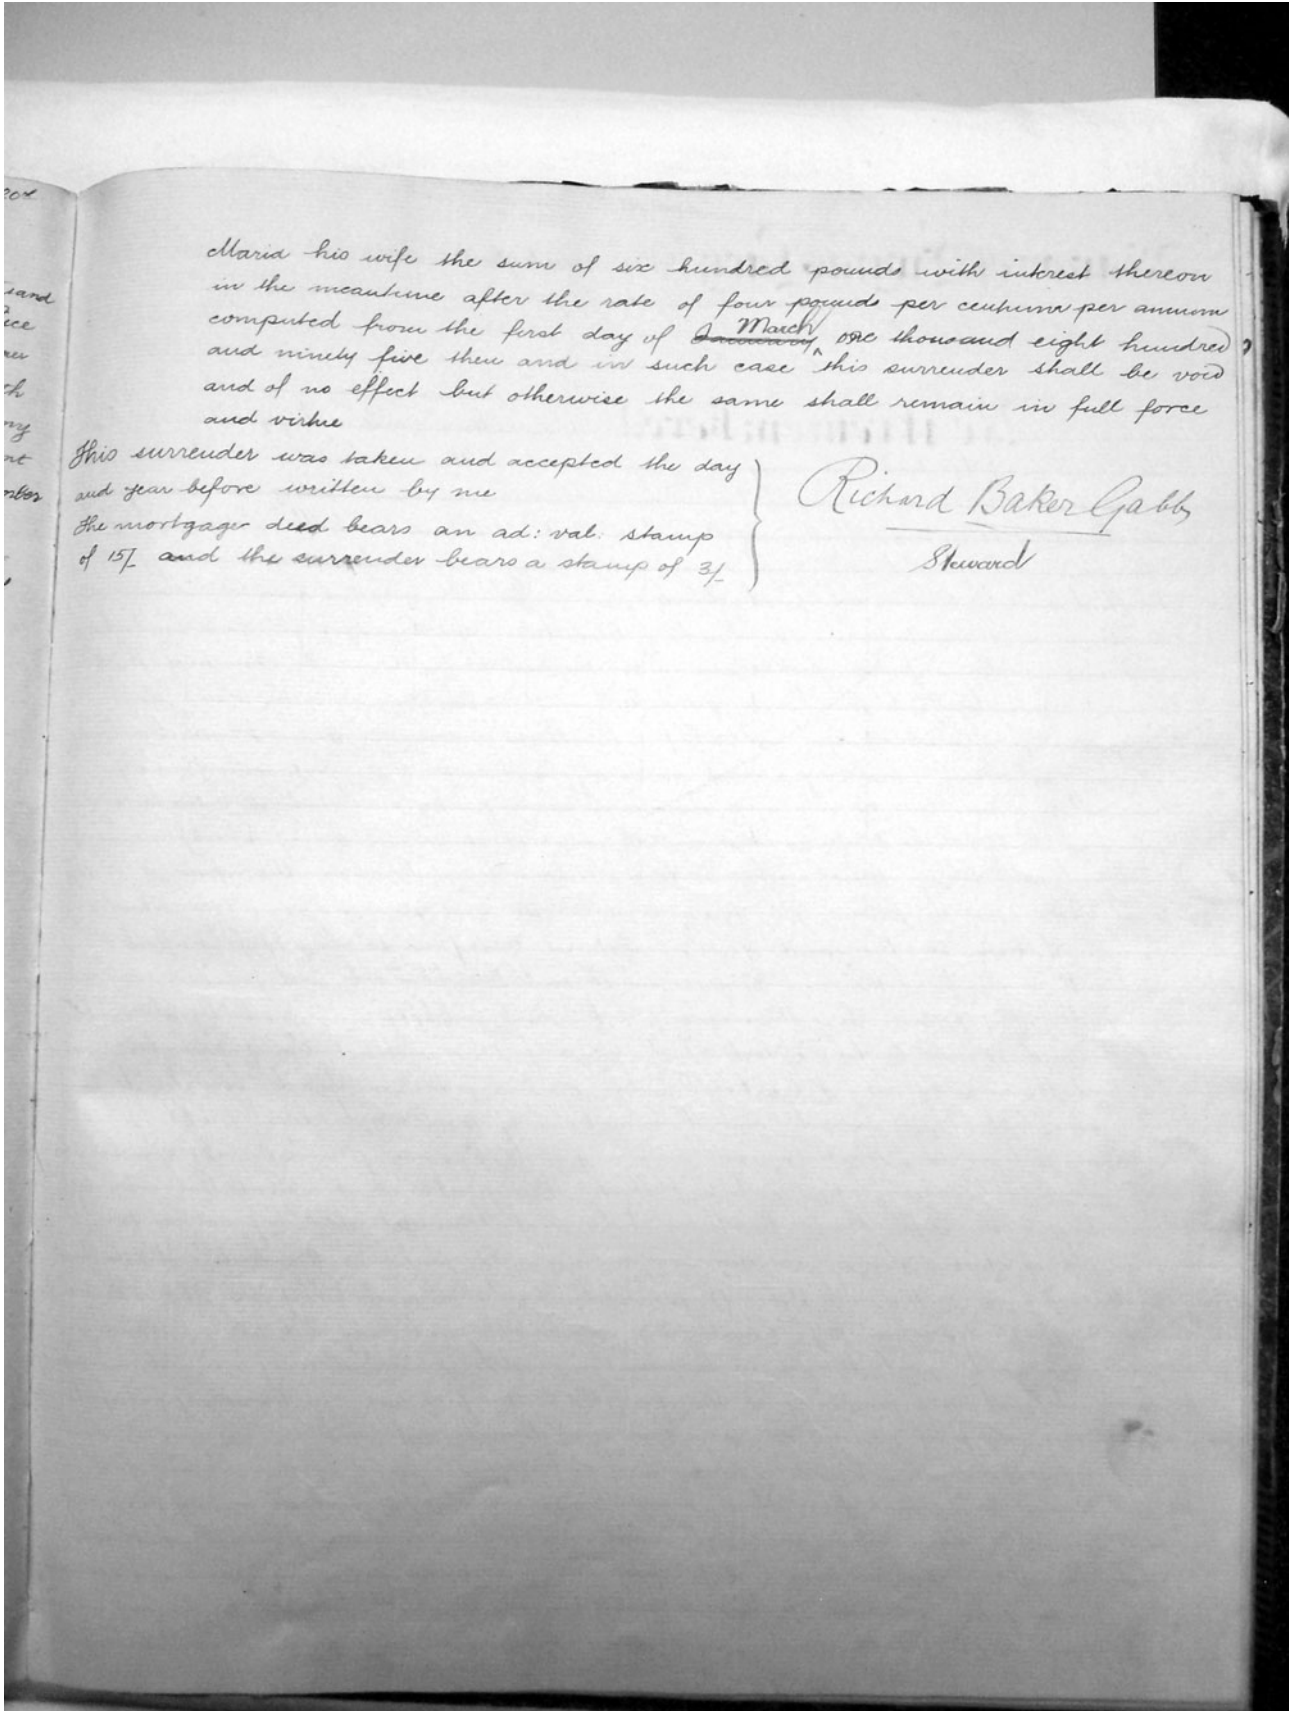 Maria his wife the sum of six hundred pounds with interest thereon
in the meantime after the rate of four pounds per centum per annum
computed from the first day of January March one thousand eight hundred
and ninety five then and in such case this surrender shall be void
and of no effect but otherwise the same shall remain in full force
and virtue
This surrender was taken and accepted the day
and year before written by me
The mortgage deed bears an ad: val: stamp
of 15/- and the surrender bears a stamp of 3/-
Richard Baker Gabb
Steward